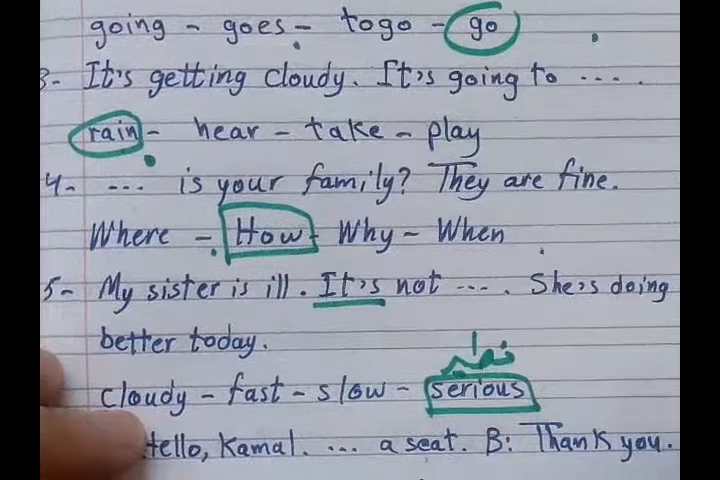 going - goes - to go - go
3- It's getting cloudy. It's going to .....
rain - hear - take - play
4- ... is your family? They are fine.
Where - How - Why - When
5- My sister is ill. It's not .... She's doing
better today.
cloudy - fast - slow - serious
Hello, Kamal. ... a seat. B: Thank you.